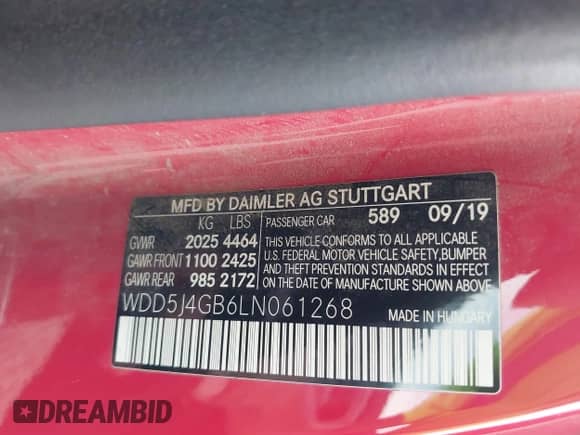 MFD BY DAIMLER AG STUTTGART
KG LBS PASSENGER CAR 589 09/19
GVWR 2025 4464
GAWR FRONT 1100 2425
GAWR REAR 985 2172
THIS VEHICLE CONFORMS TO ALL APPLICABLE
U.S. FEDERAL MOTOR VEHICLE SAFETY, BUMPER
AND THEFT PREVENTION STANDARDS IN EFFECT
ON THE DATE OF MANUFACTURE SHOWN ABOVE.
WDD5J4GB6LN061268
MADE IN HUNGARY
DREAMBID